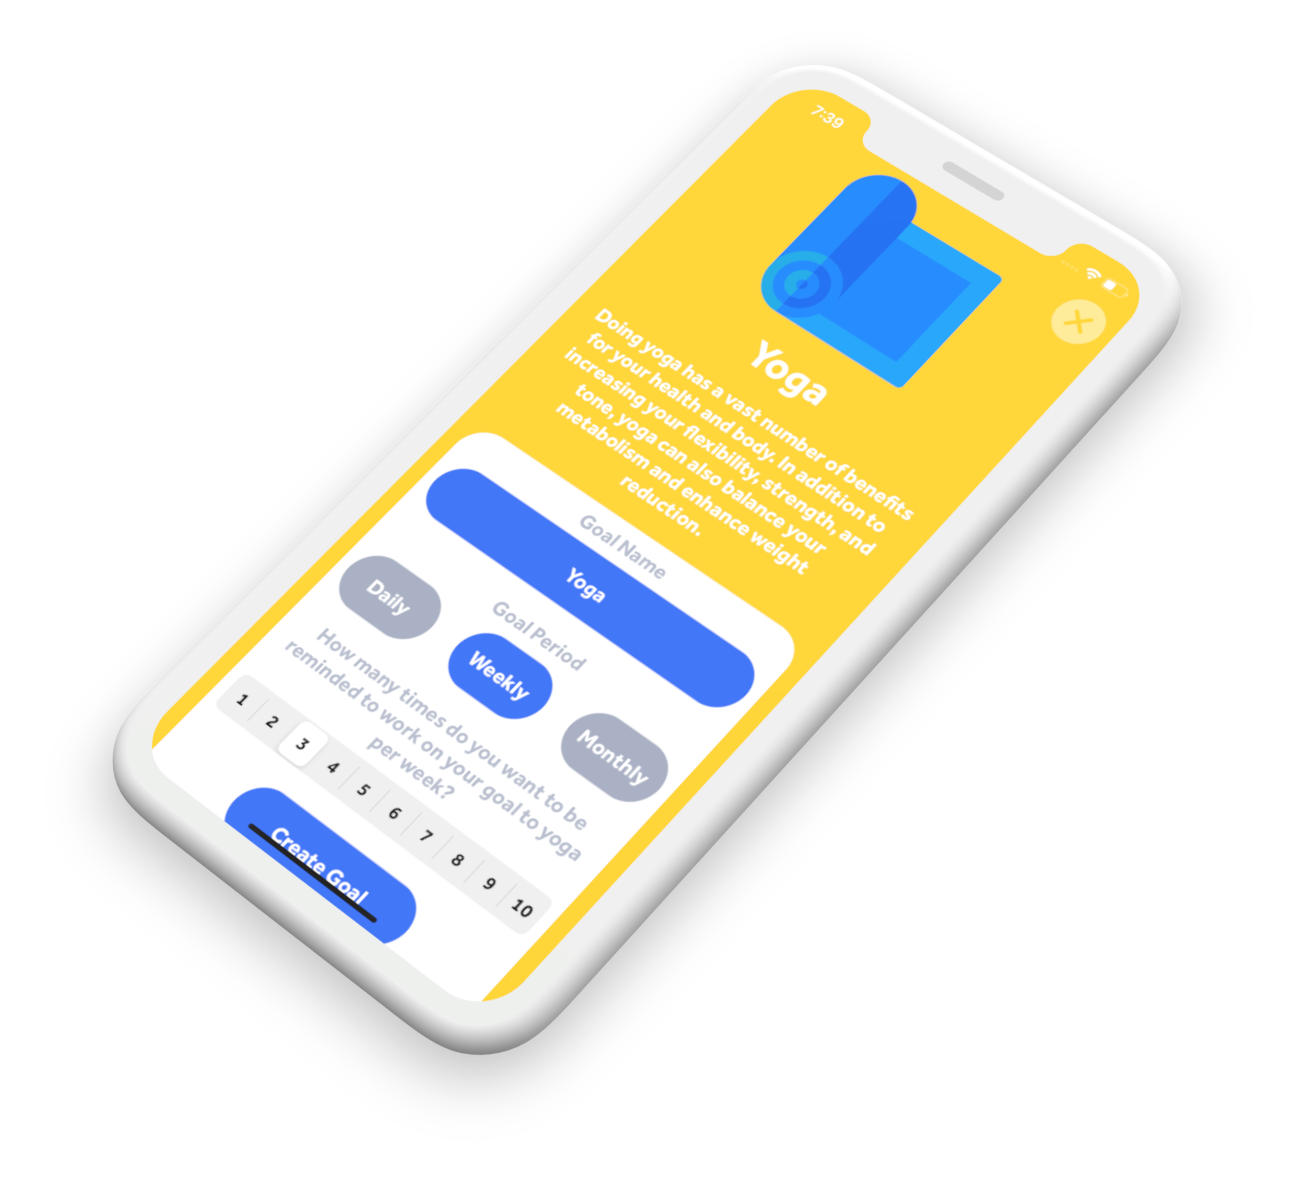 7:39
Yoga
Doing yoga has a vast number of benefits
for your health and body. In addition to
increasing your flexibility, strength, and
tone, yoga can also balance your
metabolism and enhance weight
reduction.
Goal Name
Yoga
Goal Period
Daily
Weekly
Monthly
How many times do you want to be
reminded to work on your goal to yoga
per week?
1 2 3 4 5 6 7 8 9 10
Create Goal